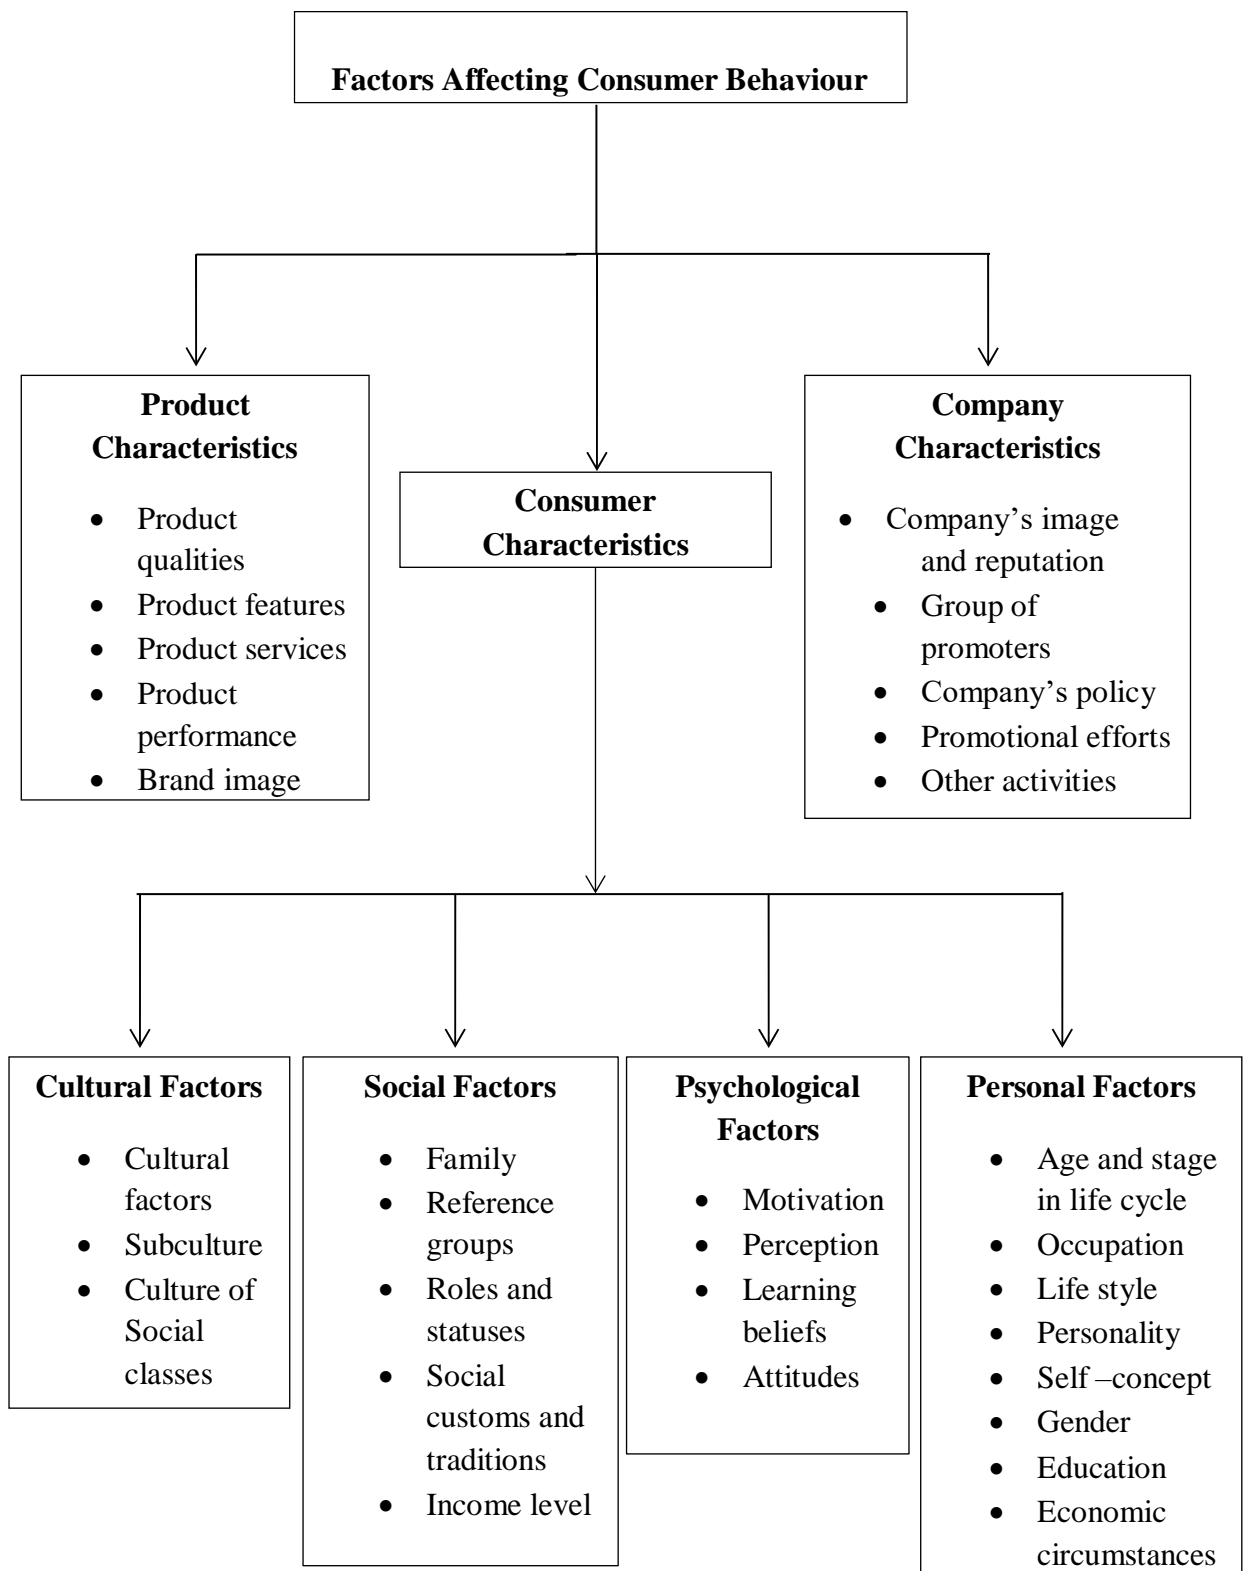 Factors Affecting Consumer Behaviour
Product
Characteristics
• Product
qualities
• Product features
• Product services
• Product
performance
• Brand image
Consumer
Characteristics
Company
Characteristics
• Company’s image
and reputation
• Group of
promoters
• Company’s policy
• Promotional efforts
• Other activities
Cultural Factors
• Cultural
factors
• Subculture
• Culture of
Social
classes
Social Factors
• Family
• Reference
groups
• Roles and
statuses
• Social
customs and
traditions
• Income level
Psychological
Factors
• Motivation
• Perception
• Learning
beliefs
• Attitudes
Personal Factors
• Age and stage
in life cycle
• Occupation
• Life style
• Personality
• Self –concept
• Gender
• Education
• Economic
circumstances